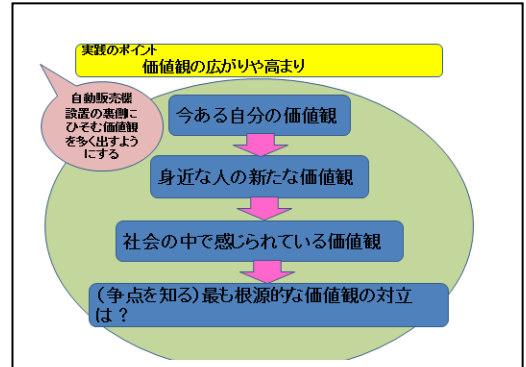 実践のポイント
価値観の広がりや高まり
自動販売機
設置の裏側に
ひそむ価値観
を多く出すよう
にする
今ある自分の価値観
身近な人の新たな価値観
社会の中で感じられている価値観
(争点を知る)最も根源的な価値観の対立
は?